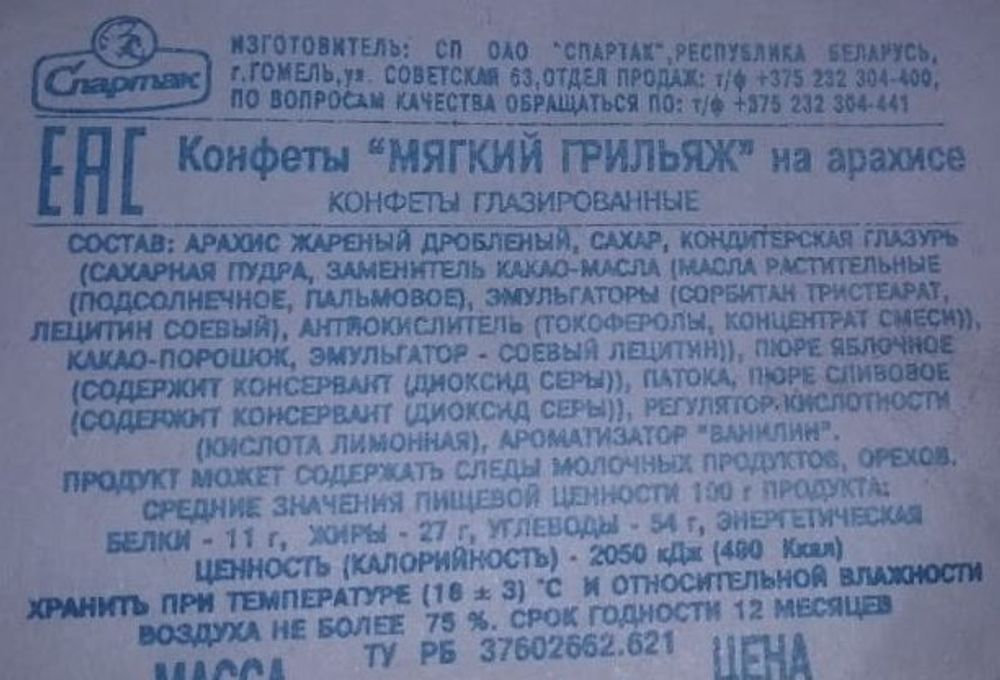 Спартак
ИЗГОТОВИТЕЛЬ: СП ОАО "СПАРТАК",РЕСПУБЛИКА БЕЛАРУСЬ,
г.ГОМЕЛЬ,ул. СОВЕТСКАЯ 63,ОТДЕЛ ПРОДАЖ: т/ф +375 232 304-400,
ПО ВОПРОСАМ КАЧЕСТВА ОБРАЩАТЬСЯ ПО: т/ф +375 232 304-441
ЕАС
Конфеты "МЯГКИЙ ГРИЛЬЯЖ" на арахисе
КОНФЕТЫ ГЛАЗИРОВАННЫЕ
СОСТАВ: АРАХИС ЖАРЕНЫЙ ДРОБЛЕНЫЙ, САХАР, КОНДИТЕРСКАЯ ГЛАЗУРЬ
(САХАРНАЯ ПУДРА, ЗАМЕНИТЕЛЬ КАКАО-МАСЛА (МАСЛА РАСТИТЕЛЬНЫЕ
(ПОДСОЛНЕЧНОЕ, ПАЛЬМОВОЕ), ЭМУЛЬГАТОРЫ (СОРБИТАН ТРИСТЕАРАТ,
ЛЕЦИТИН СОЕВЫЙ), АНТИОКИСЛИТЕЛЬ (ТОКОФЕРОЛЫ, КОНЦЕНТРАТ СМЕСИ)),
КАКАО-ПОРОШОК, ЭМУЛЬГАТОР - СОЕВЫЙ ЛЕЦИТИН)), ПЮРЕ ЯБЛОЧНОЕ
(СОДЕРЖИТ КОНСЕРВАНТ (ДИОКСИД СЕРЫ)), ПАТОКА, ПЮРЕ СЛИВОВОЕ
(СОДЕРЖИТ КОНСЕРВАНТ (ДИОКСИД СЕРЫ)), РЕГУЛЯТОР КИСЛОТНОСТИ
(КИСЛОТА ЛИМОННАЯ), АРОМАТИЗАТОР "ВАНИЛИН".
ПРОДУКТ МОЖЕТ СОДЕРЖАТЬ СЛЕДЫ МОЛОЧНЫХ ПРОДУКТОВ, ОРЕХОВ.
СРЕДНИЕ ЗНАЧЕНИЯ ПИЩЕВОЙ ЦЕННОСТИ 100 г ПРОДУКТА:
БЕЛКИ - 11 г, ЖИРЫ - 27 г, УГЛЕВОДЫ - 54 г, ЭНЕРГЕТИЧЕСКАЯ
ЦЕННОСТЬ (КАЛОРИЙНОСТЬ) - 2050 кДж (490 Ккал)
ХРАНИТЬ ПРИ ТЕМПЕРАТУРЕ (18 ± 3) °С И ОТНОСИТЕЛЬНОЙ ВЛАЖНОСТИ
ВОЗДУХА НЕ БОЛЕЕ 75 %. СРОК ГОДНОСТИ 12 МЕСЯЦЕВ
ТУ РБ 37602662.621
МАССА ЦЕНА